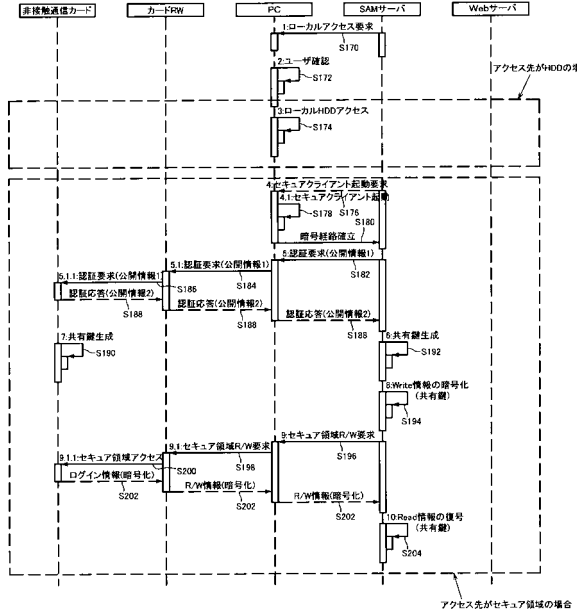 非接触通信カード
カードRW
PC
SAMサーバ
Webサーバ
1:ローカルアクセス要求
S170
2:ユーザ確認
S172
アクセス先がHDDの場
3:ローカルHDDアクセス
S174
4:セキュアクライアント起動要求
S176
4.1:セキュアクライアント起動
S178
S180
暗号経路確立
5:認証要求(公開情報1)
S182
5.1:認証要求(公開情報1)
S184
5.1.1:認証要求(公開情報1)
S186
認証応答(公開情報2)
S188
認証応答(公開情報2)
S188
認証応答(公開情報2)
S188
7:共有鍵生成
S190
6:共有鍵生成
S192
8:Write情報の暗号化
(共有鍵)
S194
9:セキュア領域R/W要求
S196
9.1:セキュア領域R/W要求
S198
9.1.1:セキュア領域アクセス
S200
ログイン情報(暗号化)
S202
R/W情報(暗号化)
S202
R/W情報(暗号化)
S202
10:Read情報の復号
(共有鍵)
S204
アクセス先がセキュア領域の場合